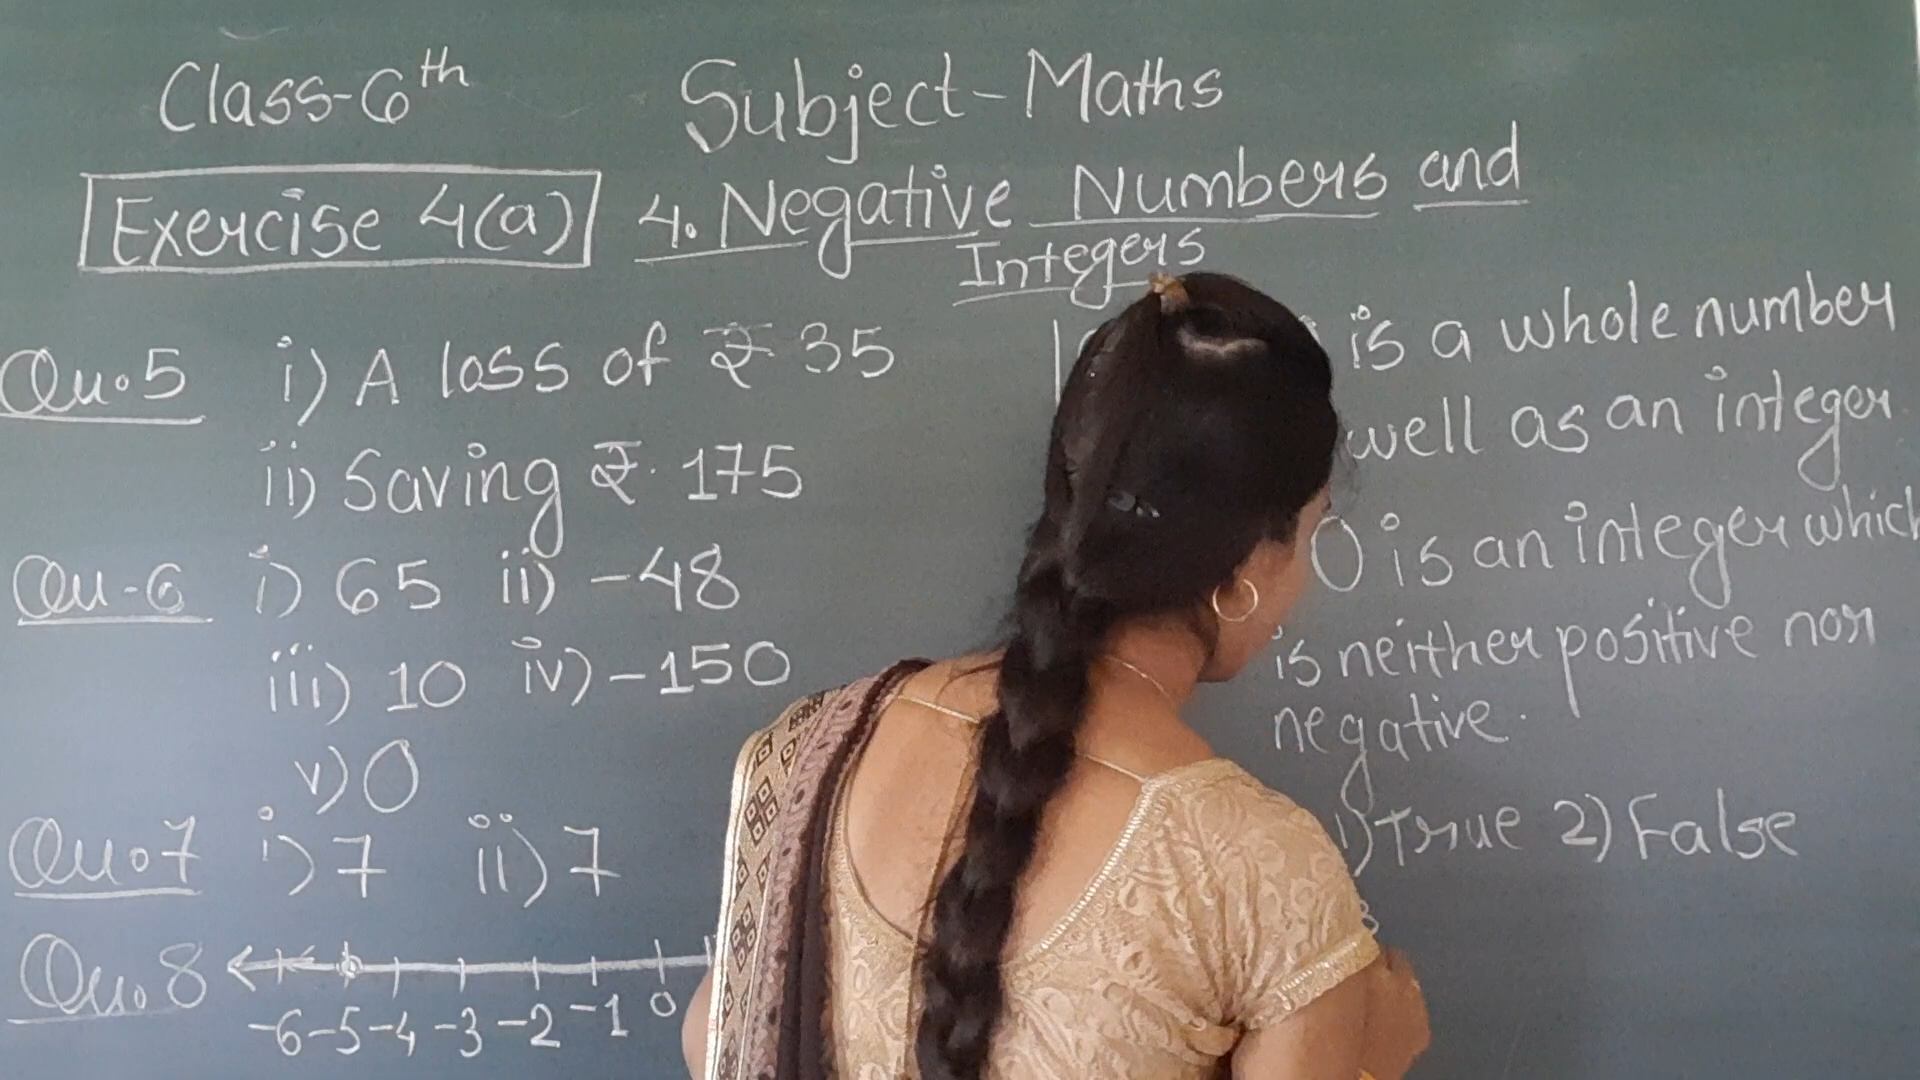 Class-6th Subject-Maths
Exercise 4(a) 4. Negative Numbers and
Integers
Qu.5 i) A loss of ₹ 35
ii) Saving ₹. 175
Qu-6 i) 65 ii) -48
iii) 10 iv) -150
v) 0
Qu.7 i) 7 ii) 7
Qu.8
-6 -5 -4 -3 -2 -1 0
is a whole number
well as an integer
0 is an integer which
is neither positive nor
negative.
1) True 2) False